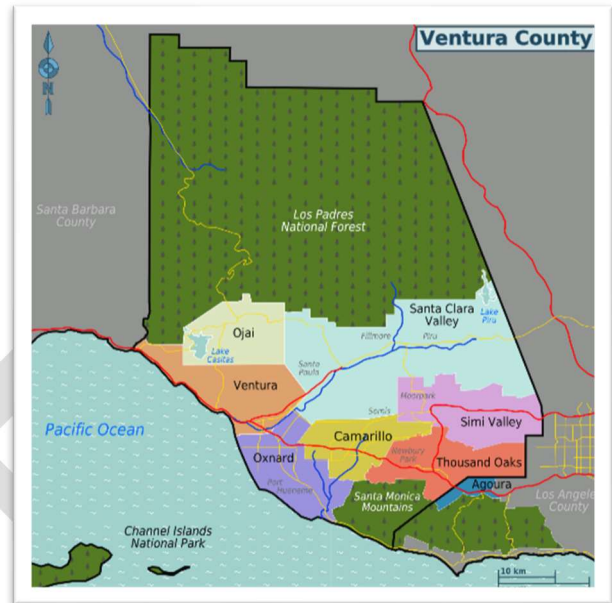 Ventura County
N
Santa Barbara
County
Los Padres
National Forest
Santa Clara
Valley
Lake
Piru
Ojai
Fillmore
Piru
Lake
Casitas
Santa
Paula
Ventura
Moorpark
Simi Valley
Somis
Pacific Ocean
Camarillo
Oxnard
Newbury
Park
Thousand Oaks
Agoura
Port
Hueneme
Santa Monica
Mountains
Los Angele
County
Channel Islands
National Park
10 km